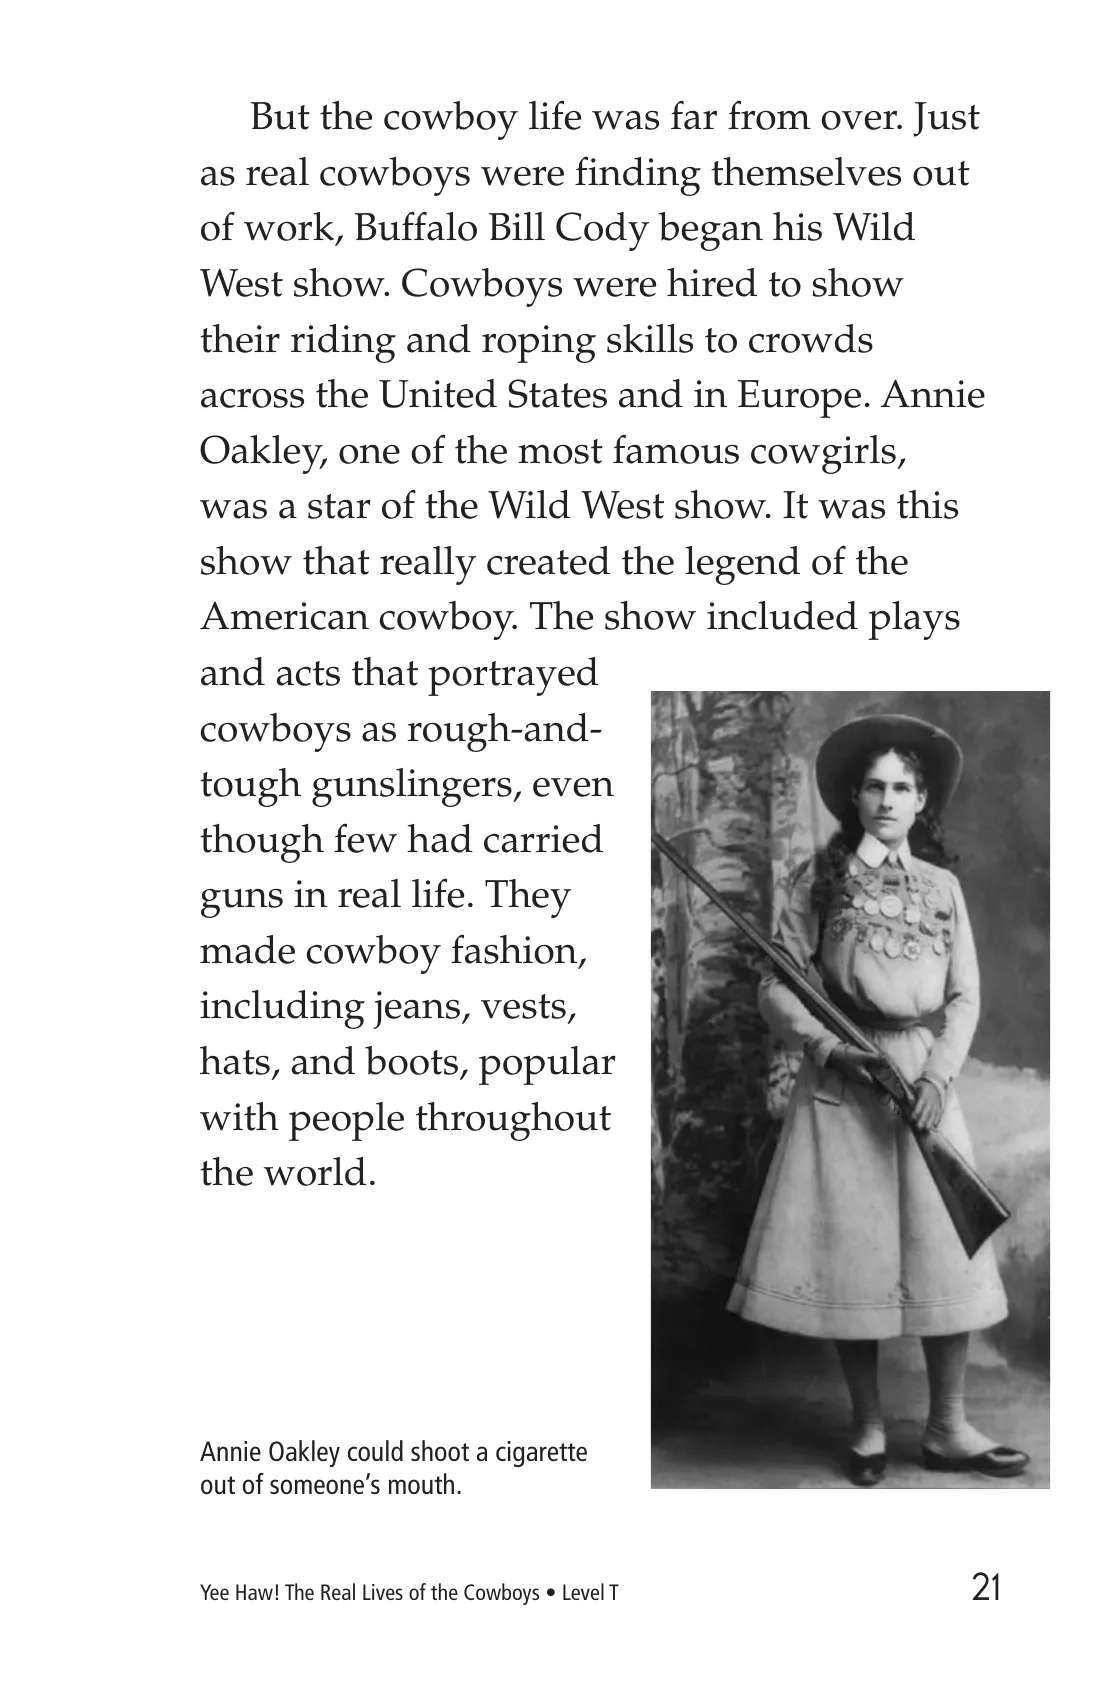 But the cowboy life was far from over. Just
as real cowboys were finding themselves out
of work, Buffalo Bill Cody began his Wild
West show. Cowboys were hired to show
their riding and roping skills to crowds
across the United States and in Europe. Annie
Oakley, one of the most famous cowgirls,
was a star of the Wild West show. It was this
show that really created the legend of the
American cowboy. The show included plays
and acts that portrayed
cowboys as rough-and-
tough gunslingers, even
though few had carried
guns in real life. They
made cowboy fashion,
including jeans, vests,
hats, and boots, popular
with people throughout
the world.
Annie Oakley could shoot a cigarette
out of someone’s mouth.
Yee Haw! The Real Lives of the Cowboys • Level T
21